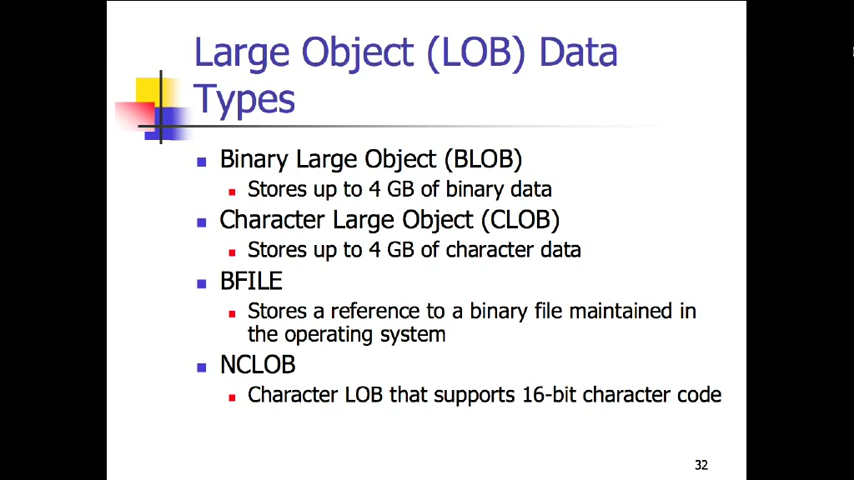 Large Object (LOB) Data
Types
Binary Large Object (BLOB)
Stores up to 4 GB of binary data
Character Large Object (CLOB)
Stores up to 4 GB of character data
BFILE
Stores a reference to a binary file maintained in
the operating system
NCLOB
Character LOB that supports 16-bit character code
32